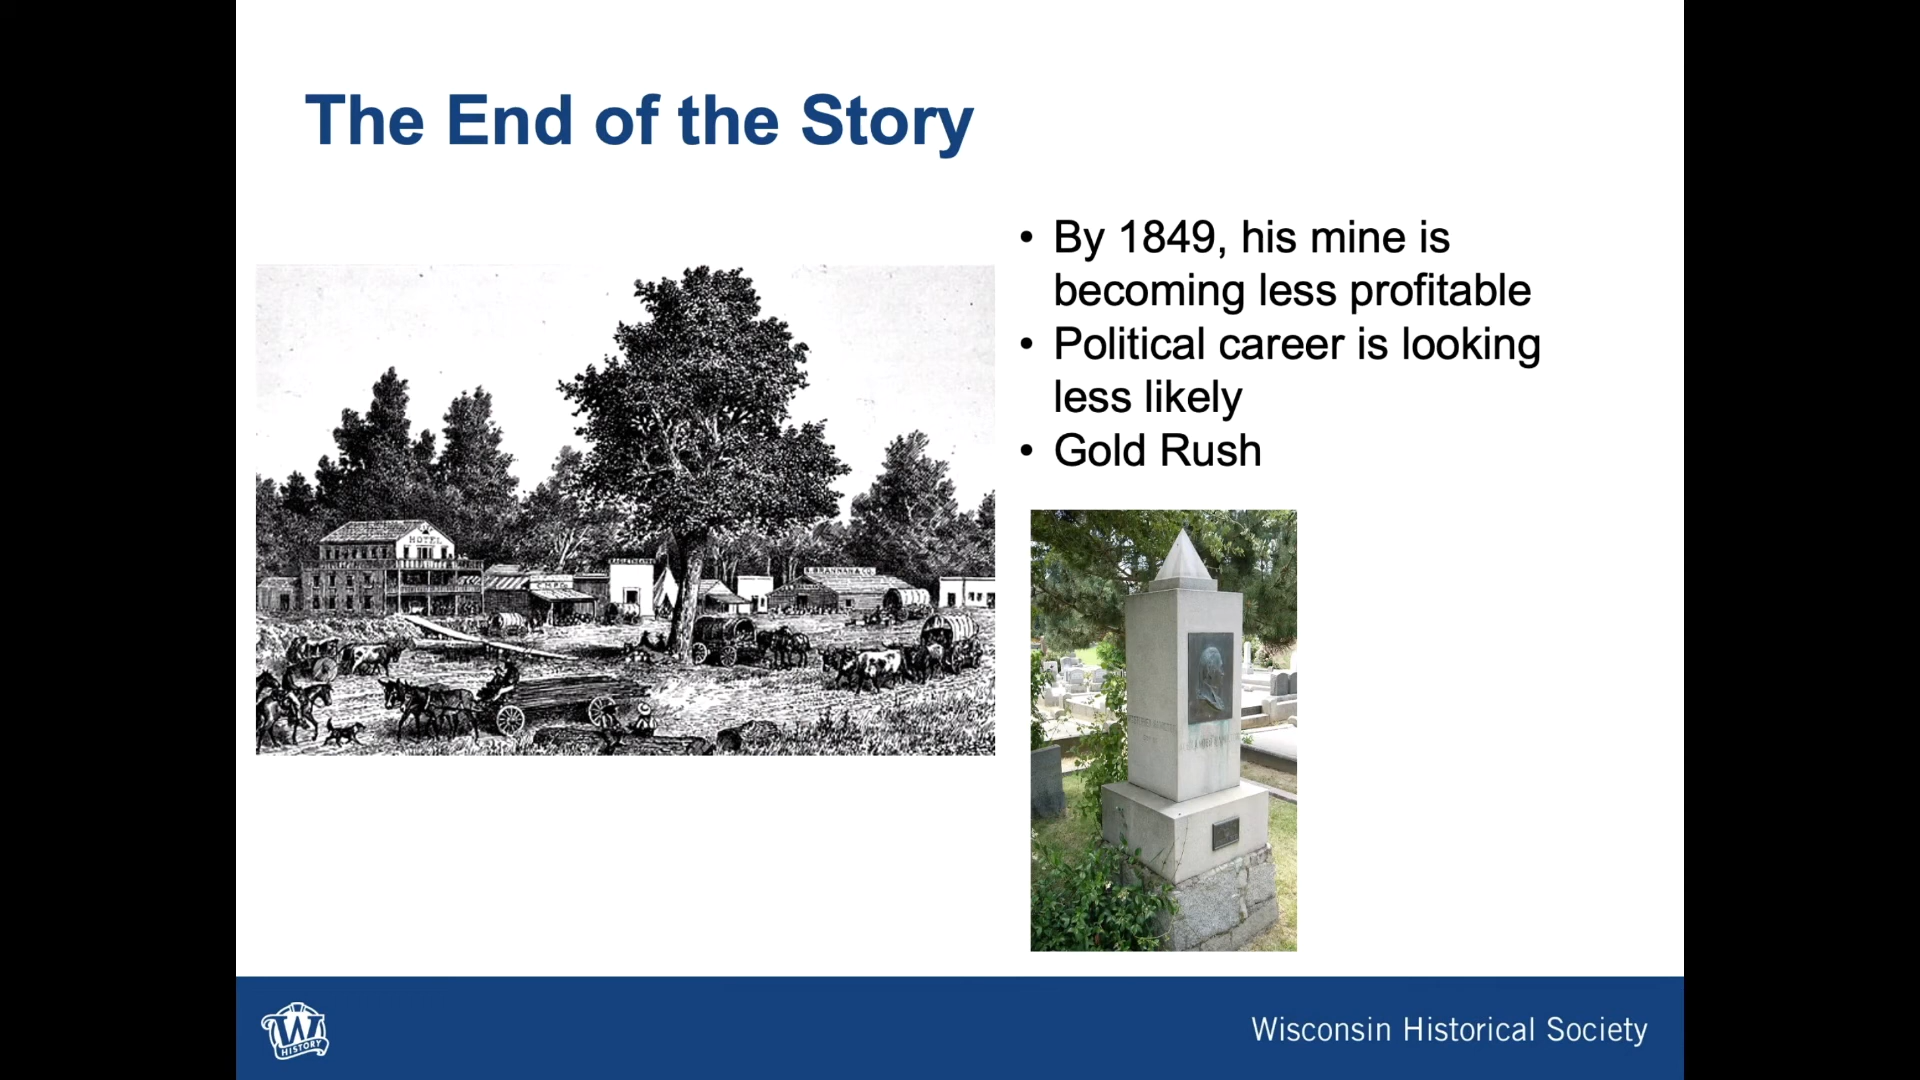 The End of the Story
• By 1849, his mine is
becoming less profitable
• Political career is looking
less likely
• Gold Rush
HOTEL
W
HISTORY
Wisconsin Historical Society